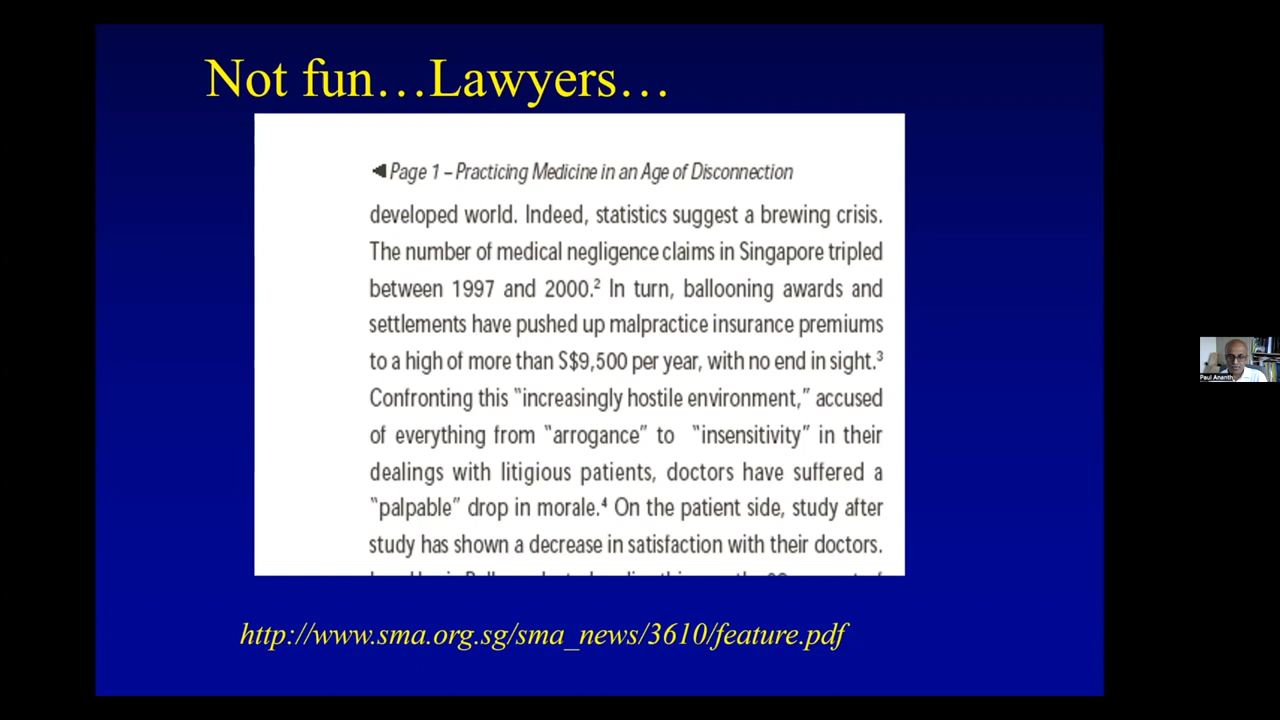 Not fun…Lawyers…
◀ Page 1 – Practicing Medicine in an Age of Disconnection
developed world. Indeed, statistics suggest a brewing crisis.
The number of medical negligence claims in Singapore tripled
between 1997 and 2000.² In turn, ballooning awards and
settlements have pushed up malpractice insurance premiums
to a high of more than S$9,500 per year, with no end in sight.³
Confronting this “increasingly hostile environment,” accused
of everything from “arrogance” to “insensitivity” in their
dealings with litigious patients, doctors have suffered a
“palpable” drop in morale.⁴ On the patient side, study after
study has shown a decrease in satisfaction with their doctors.
http://www.sma.org.sg/sma_news/3610/feature.pdf
Paul Ananth